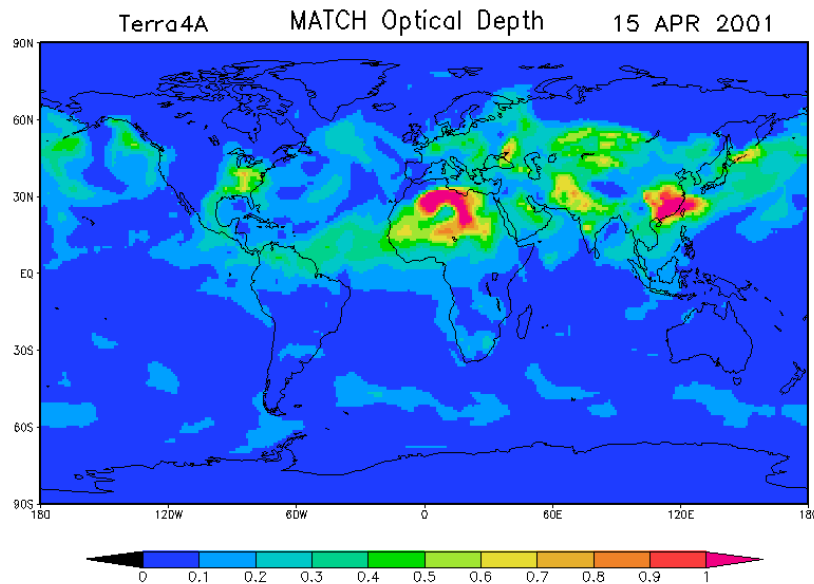 Terra4A MATCH Optical Depth 15 APR 2001
90N
60N
30N
EQ
30S
60S
90S
180 120W 60W 0 60E 120E 180
0 0.1 0.2 0.3 0.4 0.5 0.6 0.7 0.8 0.9 1